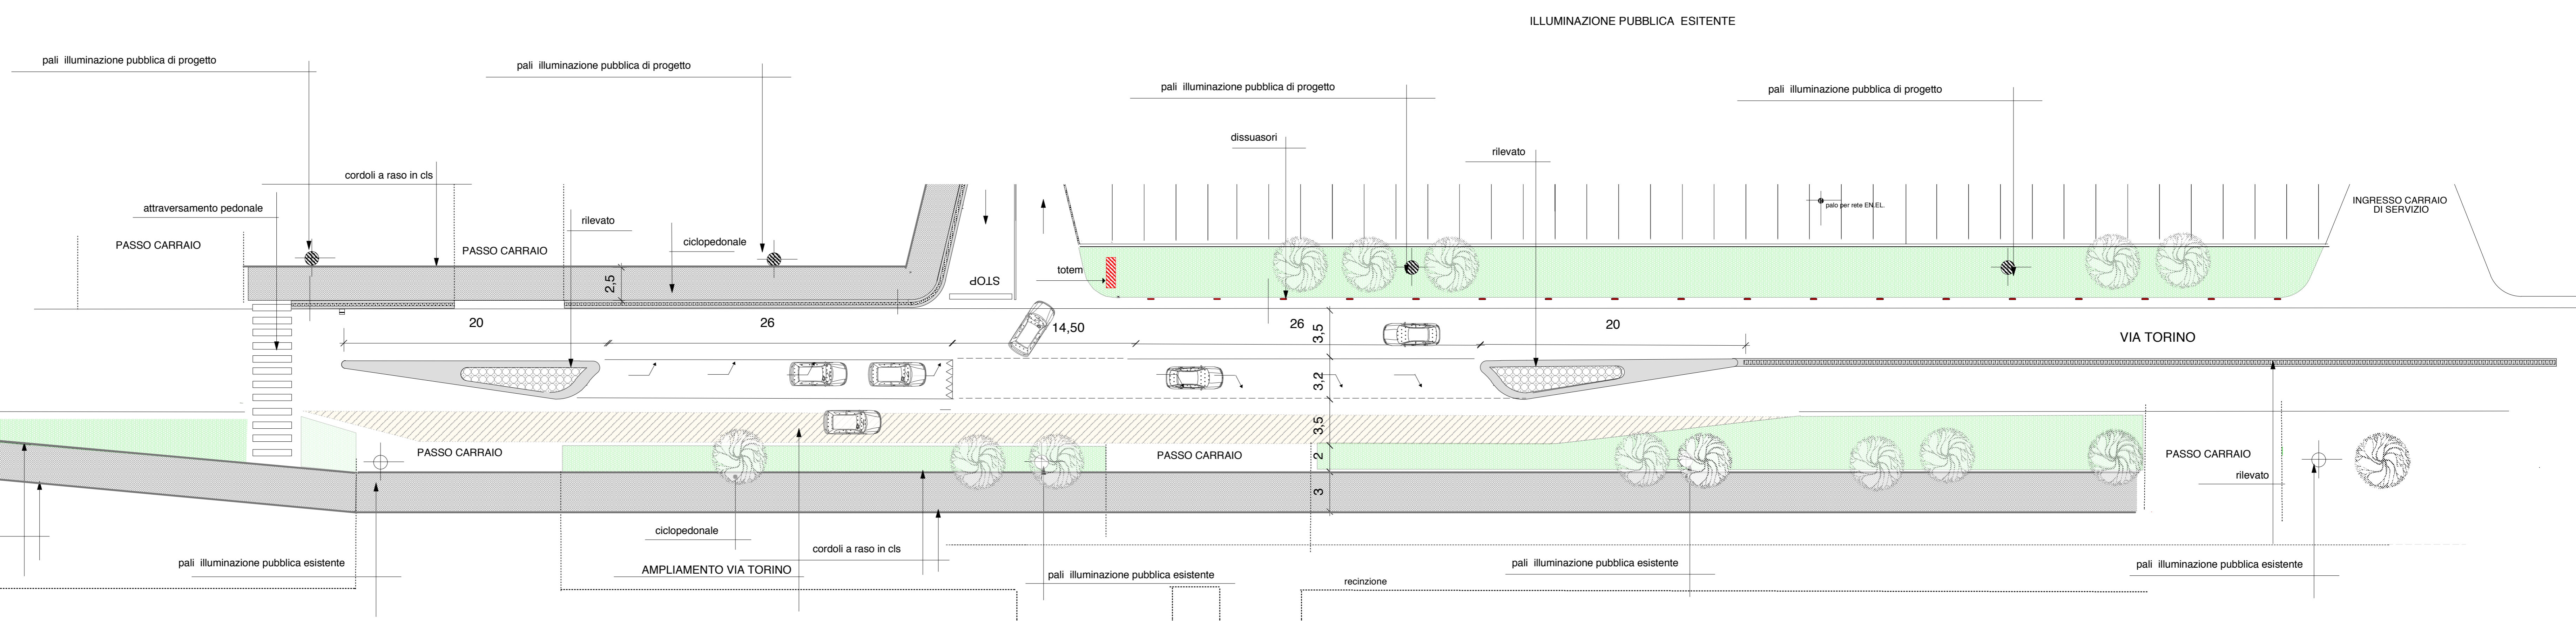 ILLUMINAZIONE PUBBLICA ESITENTE
pali illuminazione pubblica di progetto
pali illuminazione pubblica di progetto
pali illuminazione pubblica di progetto
pali illuminazione pubblica di progetto
dissuasori
rilevato
cordoli a raso in cls
attraversamento pedonale
rilevato
palo per rete EN.EL.
INGRESSO CARRAIO
DI SERVIZIO
PASSO CARRAIO
PASSO CARRAIO
ciclopedonale
totem
STOP
2,5
20
26
14,50
26
3,5
20
VIA TORINO
3,2
3,5
PASSO CARRAIO
PASSO CARRAIO
2
PASSO CARRAIO
rilevato
3
ciclopedonale
cordoli a raso in cls
pali illuminazione pubblica esistente
AMPLIAMENTO VIA TORINO
pali illuminazione pubblica esistente
pali illuminazione pubblica esistente
pali illuminazione pubblica esistente
recinzione